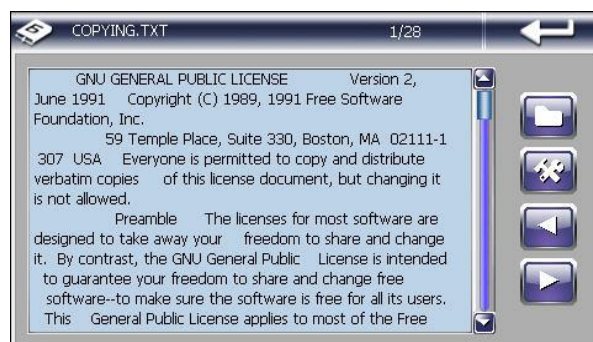 COPYING.TXT 1/28
GNU GENERAL PUBLIC LICENSE Version 2,
June 1991 Copyright (C) 1989, 1991 Free Software
Foundation, Inc.
59 Temple Place, Suite 330, Boston, MA 02111-1
307 USA Everyone is permitted to copy and distribute
verbatim copies of this license document, but changing it
is not allowed.
Preamble The licenses for most software are
designed to take away your freedom to share and change
it. By contrast, the GNU General Public License is intended
to guarantee your freedom to share and change free
software--to make sure the software is free for all its users.
This General Public License applies to most of the Free